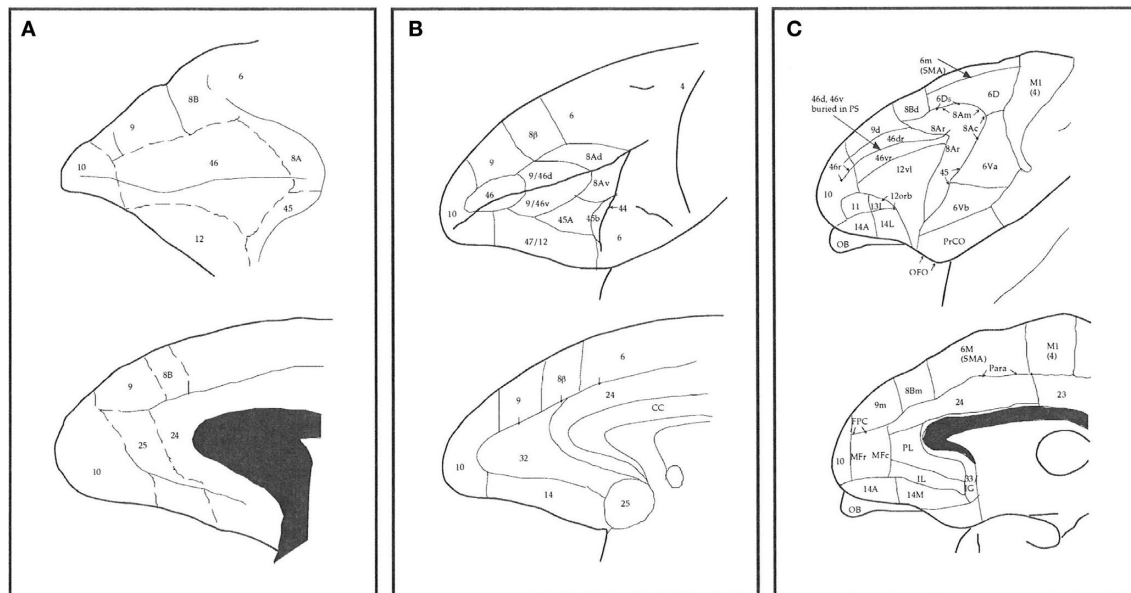 A
6
8B
9
46
8A
10
45
12
9
8B
24
25
10
B
4
6
8β
9
8Ad
9/46d
8Av
46
9/46v
44
10
45A
45b
47/12
6
6
8β
9
24
CC
32
10
14
25
C
6m
(SMA)
M1
(4)
46d, 46v
buried in PS
6D
6Ds
8Bd
8Am
9d
8Ar
8Ac
46dr
8Ar
46vr
46r
12vl
45
6Va
10
12orb
11
13L
6Vb
14A
14L
OB
PrCO
OFO
6M
(SMA)
M1
(4)
Para
8Bm
23
24
9m
FPC
PL
MFr
MFc
10
IL
33
IG
14A
14M
OB